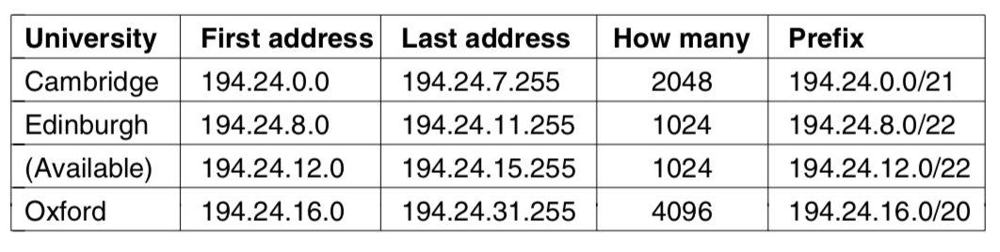 University First address Last address How many Prefix
Cambridge 194.24.0.0 194.24.7.255 2048 194.24.0.0/21
Edinburgh 194.24.8.0 194.24.11.255 1024 194.24.8.0/22
(Available) 194.24.12.0 194.24.15.255 1024 194.24.12.0/22
Oxford 194.24.16.0 194.24.31.255 4096 194.24.16.0/20